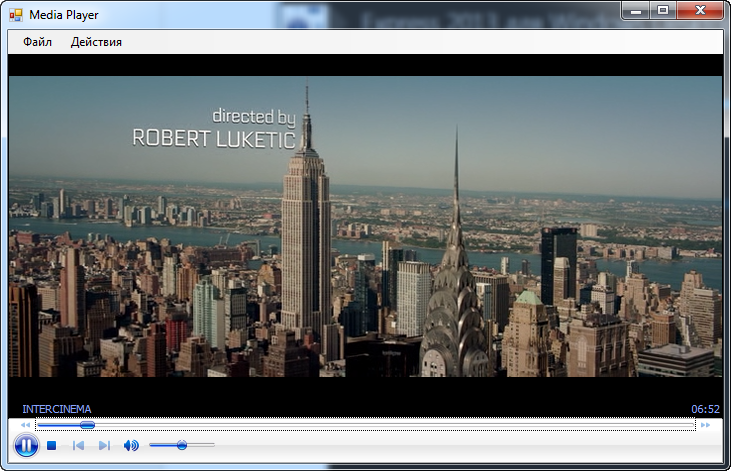 Media Player
Файл Действия
directed by
ROBERT LUKETIC
INTERCINEMA 06:52